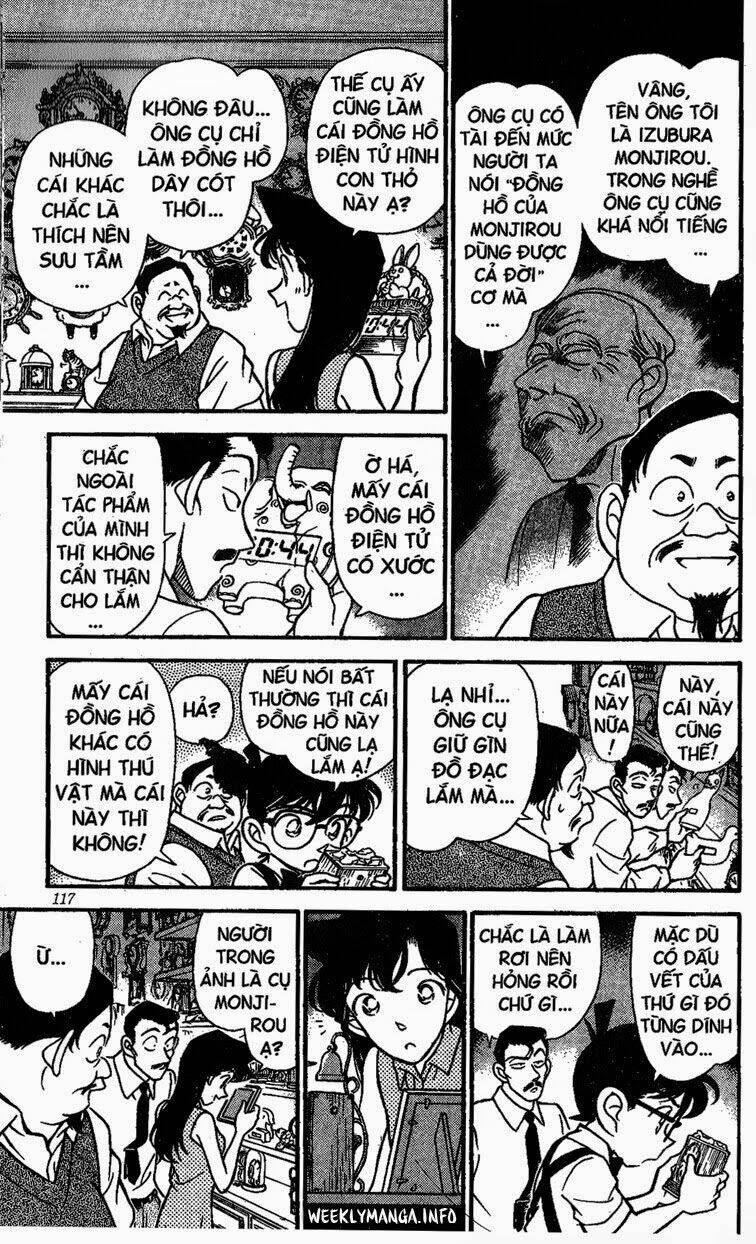 VÂNG,
TÊN ÔNG TÔI
LÀ IZUBURA
MONJIROU.
TRONG NGHỀ
ÔNG CỤ CŨNG
KHÁ NỔI TIẾNG
...
ÔNG CỤ CÓ
TÀI ĐẾN MỨC
NGƯỜI TA
NÓI "ĐỒNG
HỒ CỦA
MONJIROU
DÙNG ĐƯỢC
CẢ ĐỜI"
CƠ MÀ
...
THẾ CỤ ẤY
CŨNG LÀM
CÁI ĐỒNG HỒ
ĐIỆN TỬ HÌNH
CON THỎ
NÀY Ạ?
KHÔNG ĐÂU...
ÔNG CỤ CHỈ
LÀM ĐỒNG HỒ
DÂY CÓT
THÔI...
NHỮNG
CÁI KHÁC
CHẮC LÀ
THÍCH NÊN
SƯU TẦM
...
0:44
Ờ HÁ,
MẤY CÁI
ĐỒNG HỒ
ĐIỆN TỬ
CÓ XƯỚC
...
CHẮC
NGOÀI
TÁC PHẨM
CỦA MÌNH
THÌ KHÔNG
CẨN THẬN
CHO LẮM
...
0:44
NÀY,
CÁI NÀY
CŨNG
THẾ!
CÁI
NÀY
NỮA
!
LẠ NHỈ...
ÔNG CỤ
GIỮ GÌN
ĐỒ ĐẠC
LẮM MÀ...
NẾU NÓI BẤT
THƯỜNG THÌ CÁI
ĐỒNG HỒ NÀY
CŨNG LẠ
LẮM Ạ!
HẢ?
MẤY CÁI
ĐỒNG HỒ
KHÁC CÓ
HÌNH THÚ
VẬT MÀ CÁI
NÀY THÌ
KHÔNG!
117
MẶC DÙ
CÓ DẤU
VẾT CỦA
THỨ GÌ ĐÓ
TỪNG DÍNH
VÀO...
CHẮC LÀ LÀM
RƠI NÊN
HỎNG RỒI
CHỨ GÌ...
NGƯỜI
TRONG
ẢNH LÀ CỤ
MONJI-
ROU
Ạ?
Ừ...
WEEKLYMANGA.INFO